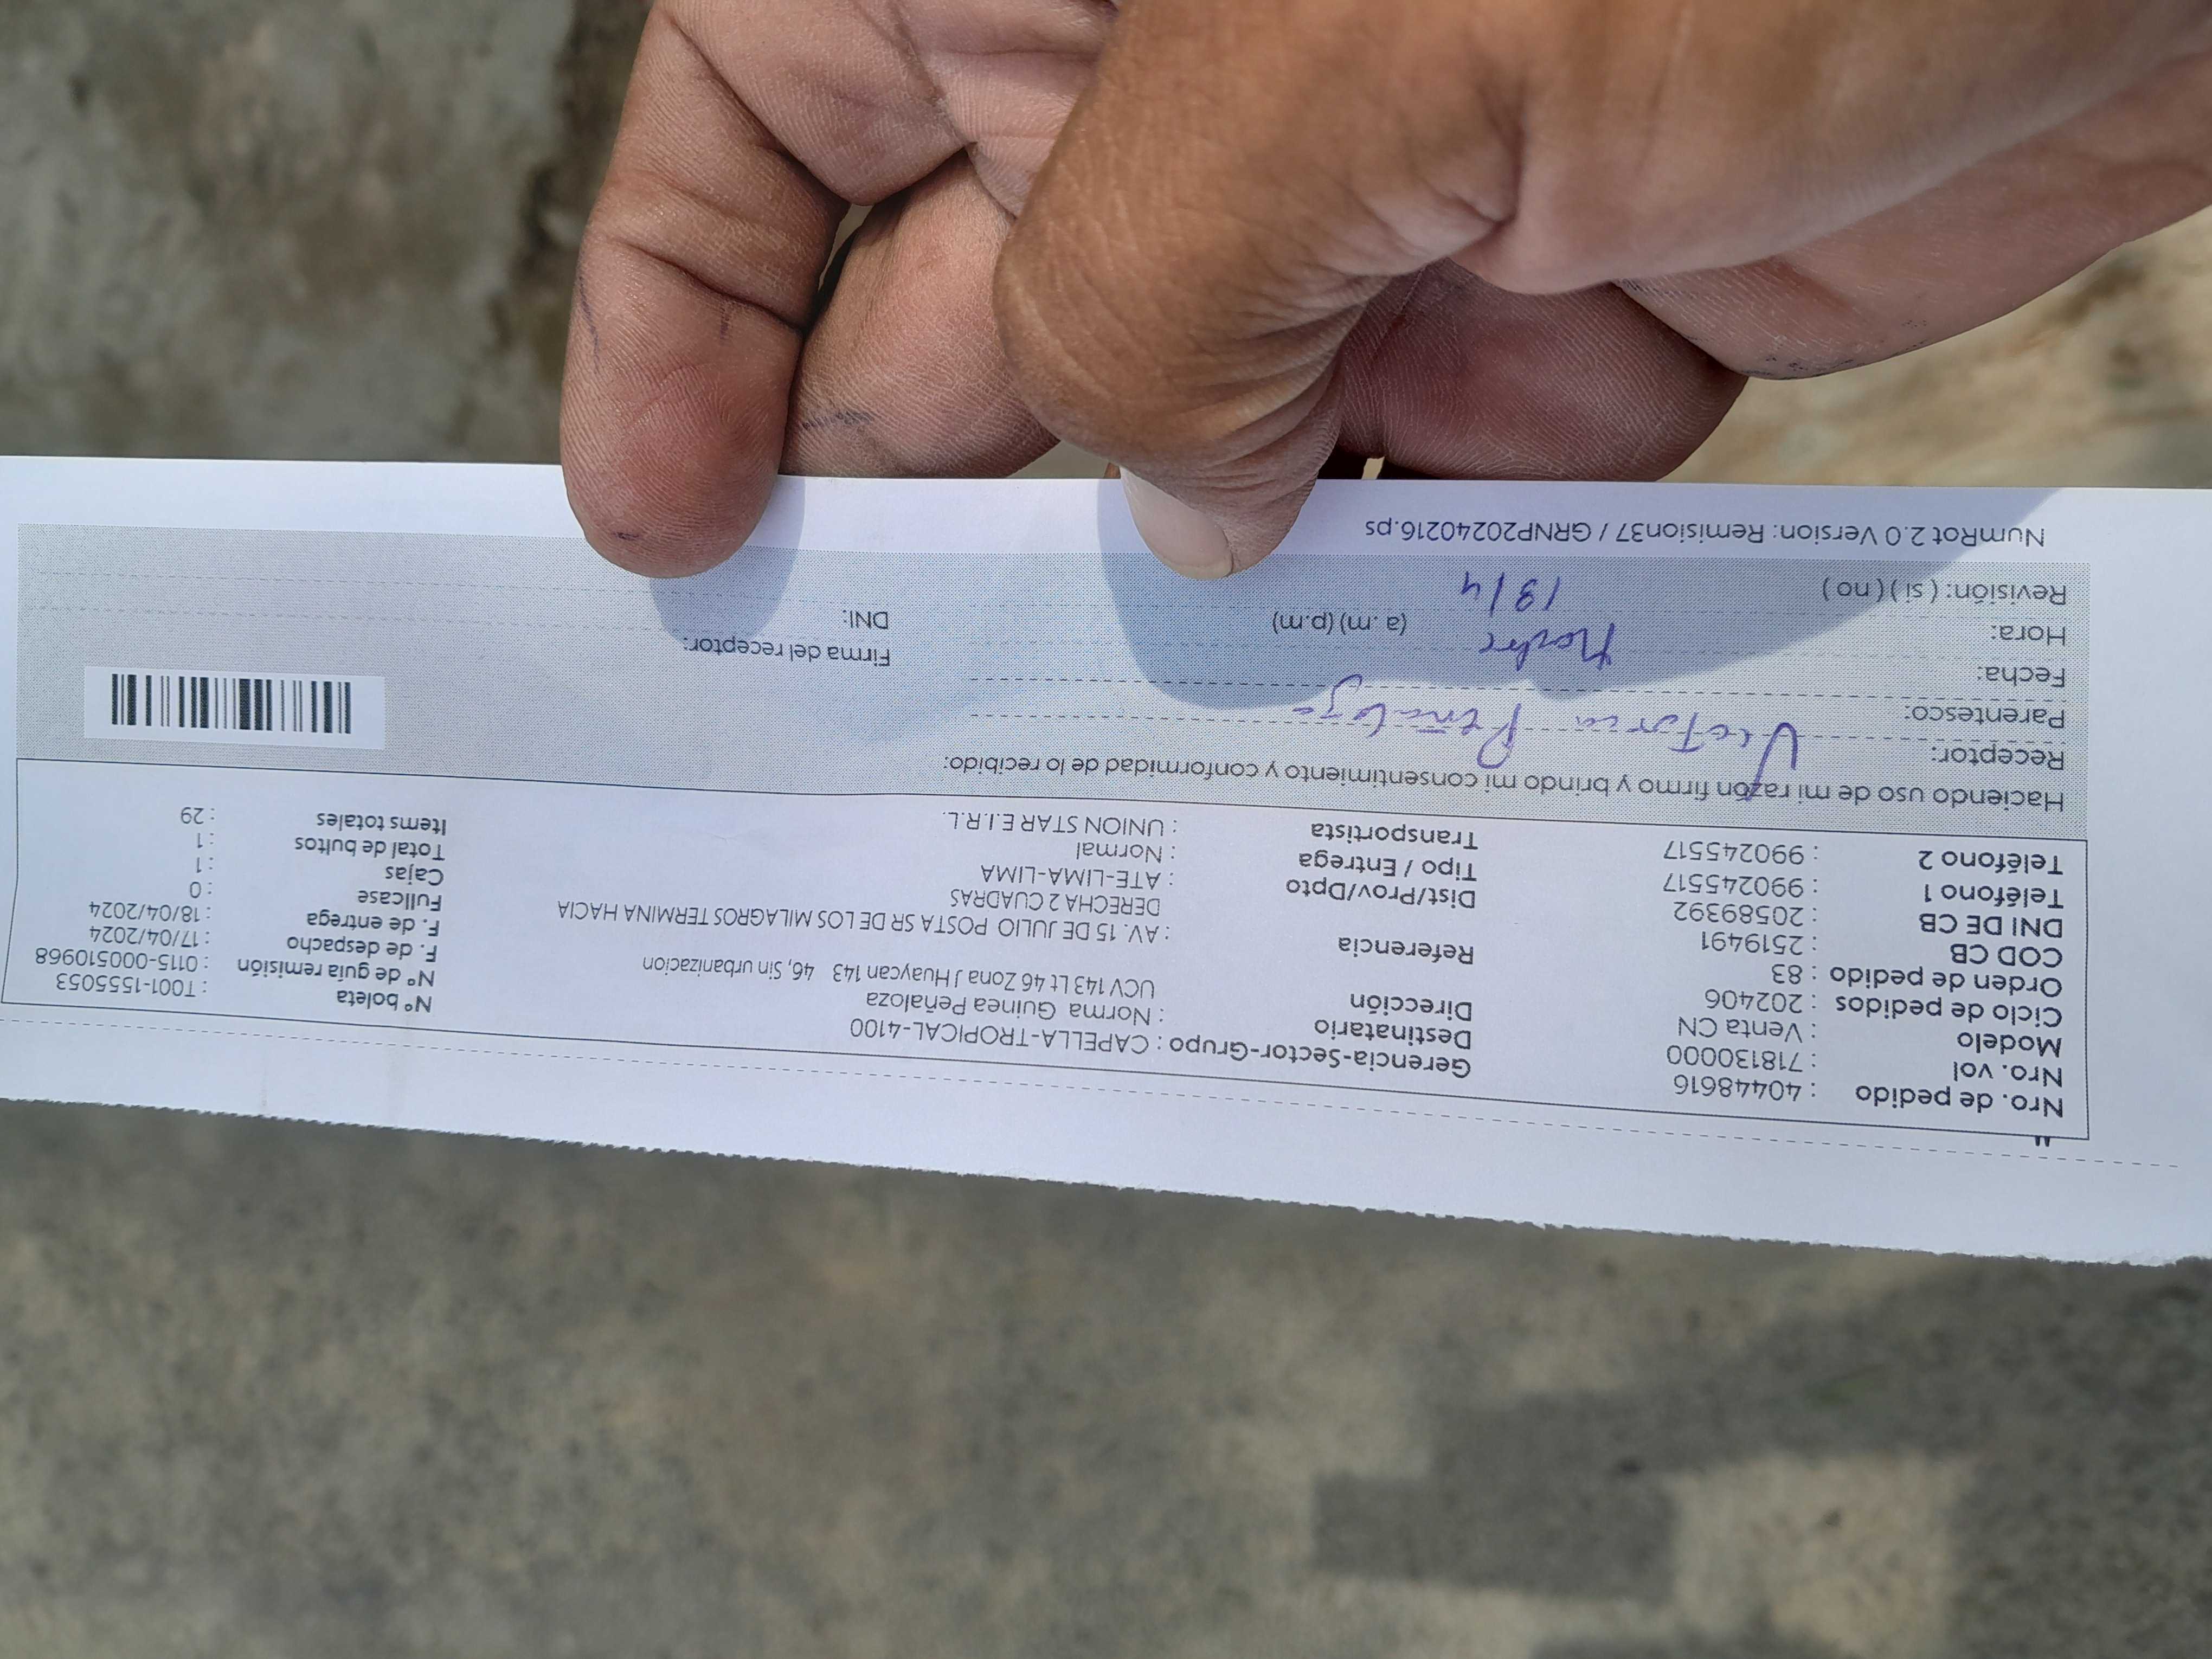 Nro. de pedido : 40448616
Nro. vol : 718130000
Modelo : Venta CN
Ciclo de pedidos : 202406
Orden de pedido : 83
COD CB : 2519491
DNI DE CB : 20589392
Teléfono 1 : 990245517
Teléfono 2 : 990245517
Gerencia-Sector-Grupo : CAPELLA-TROPICAL-4100
Destinatario : Norma Guinea Peñaloza
Dirección UCV 143 Lt 46 Zona J Huaycan 143 46, Sin urbanizacion
Referencia : AV. 15 DE JULIO POSTA SR DE LOS MILAGROS TERMINA HACIA
DERECHA 2 CUADRAS
Dist/Prov/Dpto : ATE-LIMA-LIMA
Tipo / Entrega : Normal
Transportista : UNION STAR E.I.R.L.
N° boleta : T001-1555053
N° de guía remisión : 0115-000510968
F. de despacho : 17/04/2024
F. de entrega : 18/04/2024
Fullcase : 0
Cajas : 1
Total de bultos : 1
Items totales : 29
Haciendo uso de mi razón firmo y brindo mi consentimiento y conformidad de lo recibido:
Receptor: Victoria Peñaloza
Parentesco:
Fecha:
Hora: (a.m) (p.m)
Revisión: ( si ) ( no ) 18/4
Firma del receptor:
DNI:
NumRot 2.0 Version: Remision37 / GRNP20240216.ps